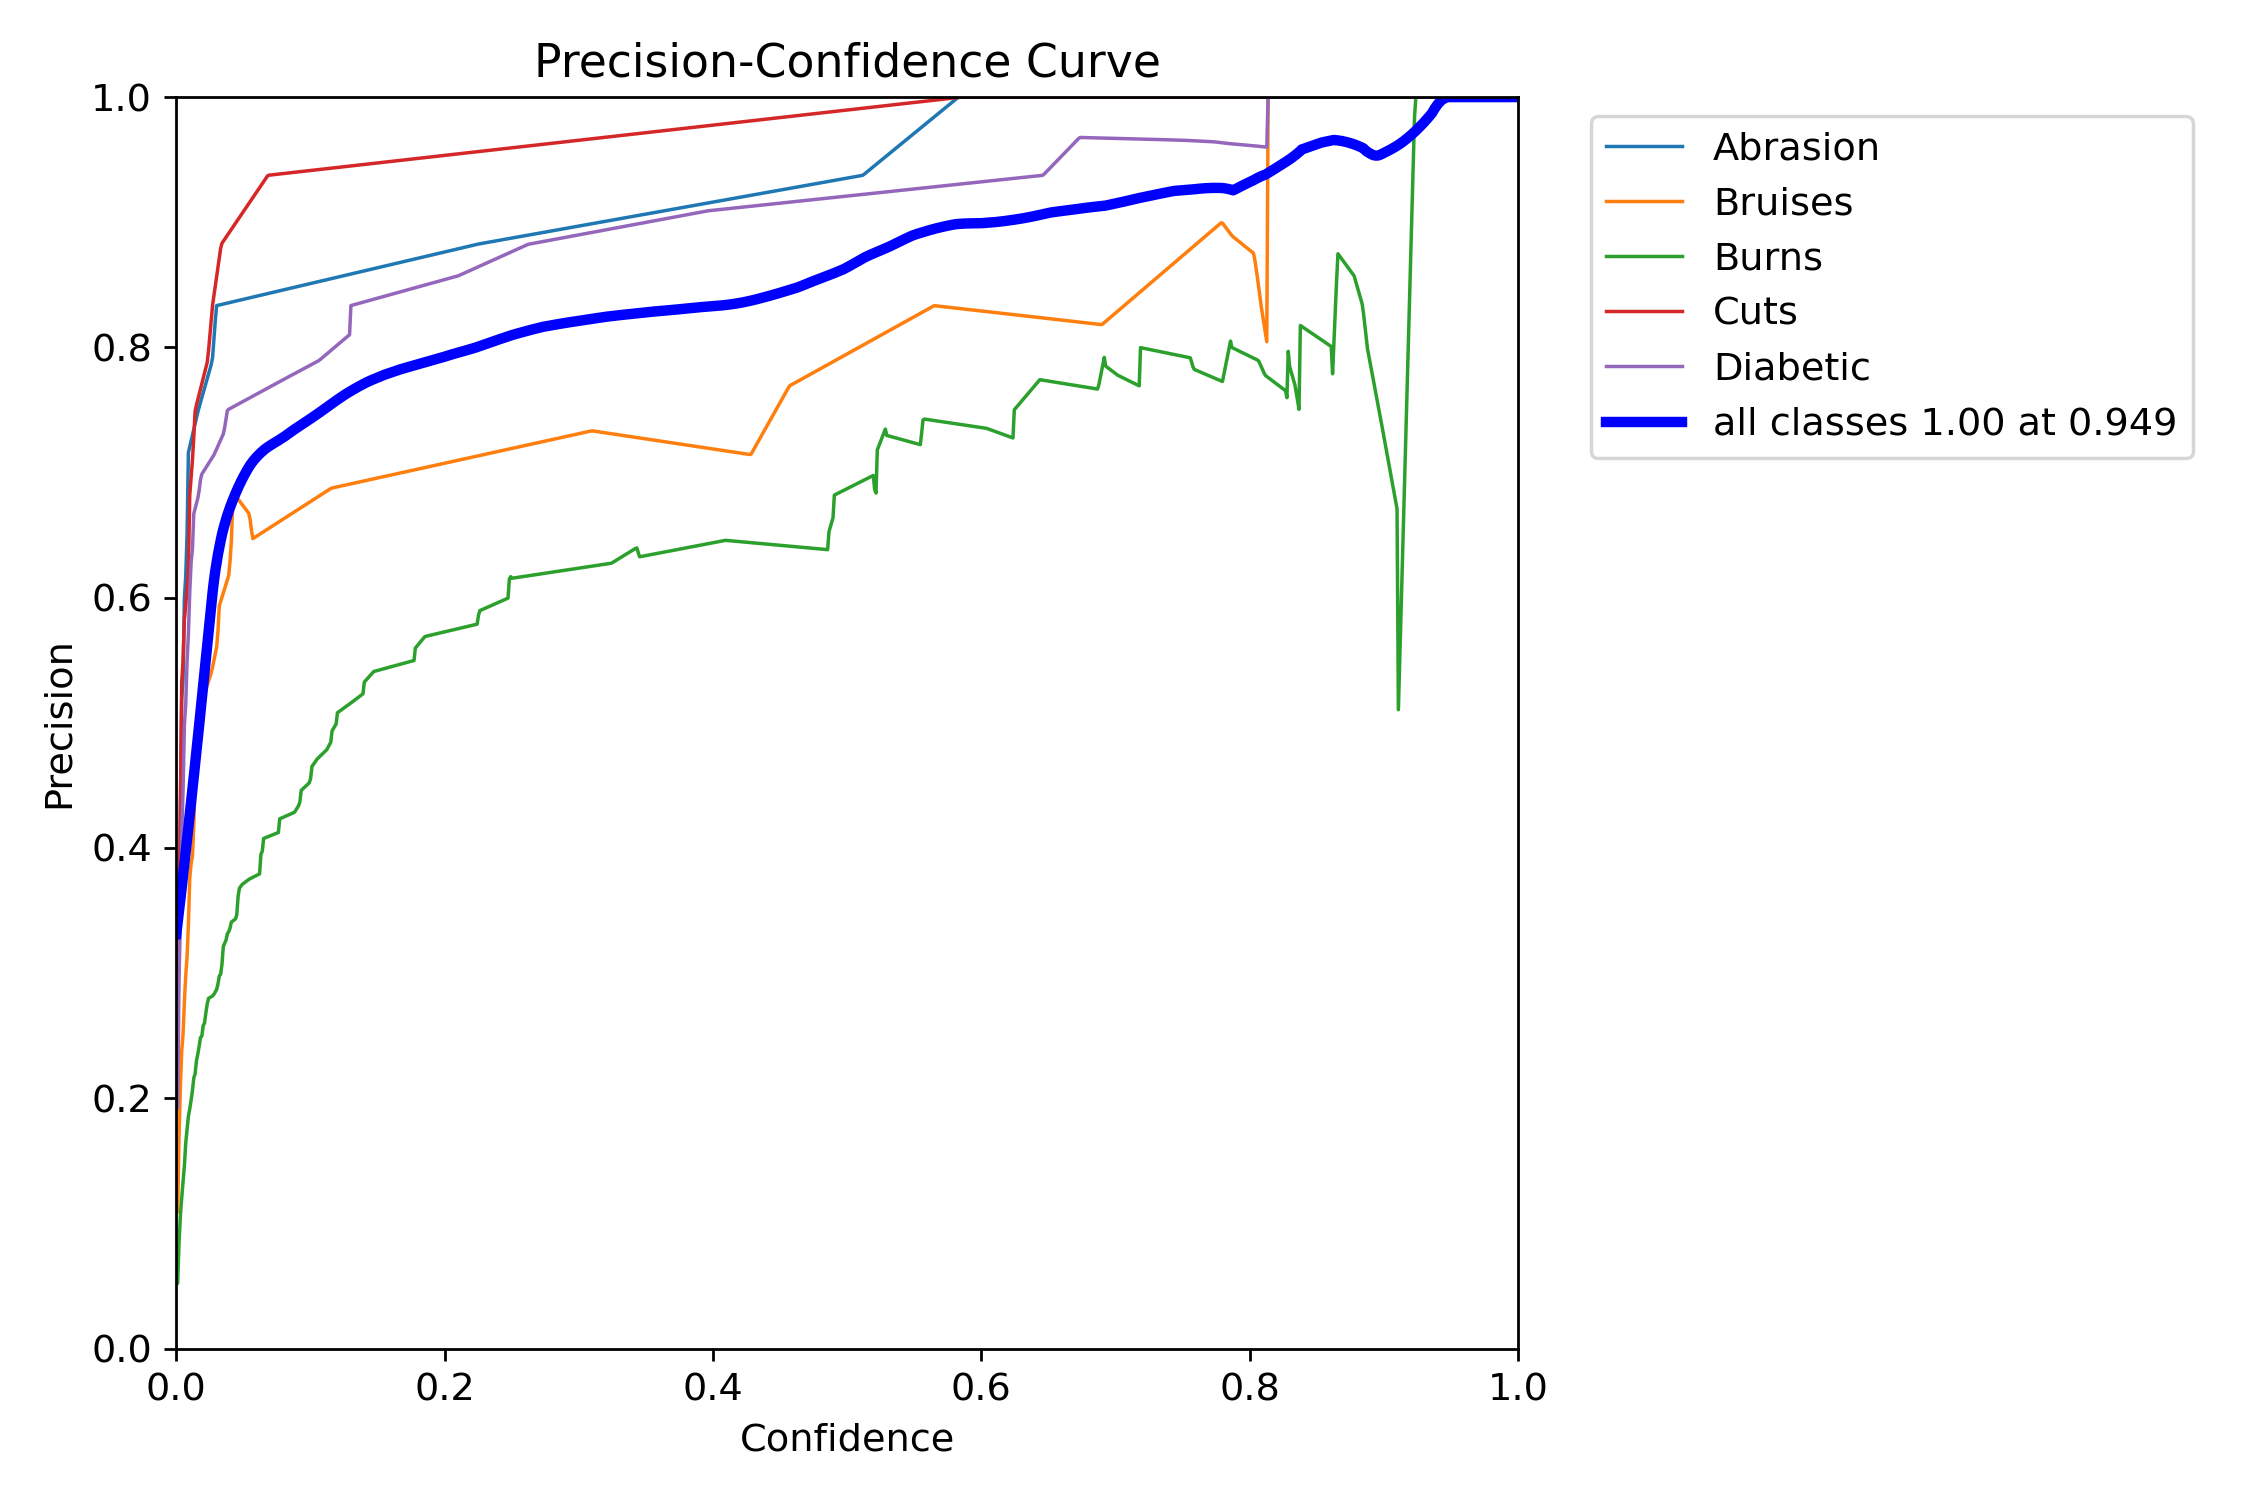 Precision-Confidence Curve
1.0
0.8
0.6
0.4
0.2
0.0
Precision
0.0 0.2 0.4 0.6 0.8 1.0
Confidence
Abrasion
Bruises
Burns
Cuts
Diabetic
all classes 1.00 at 0.949